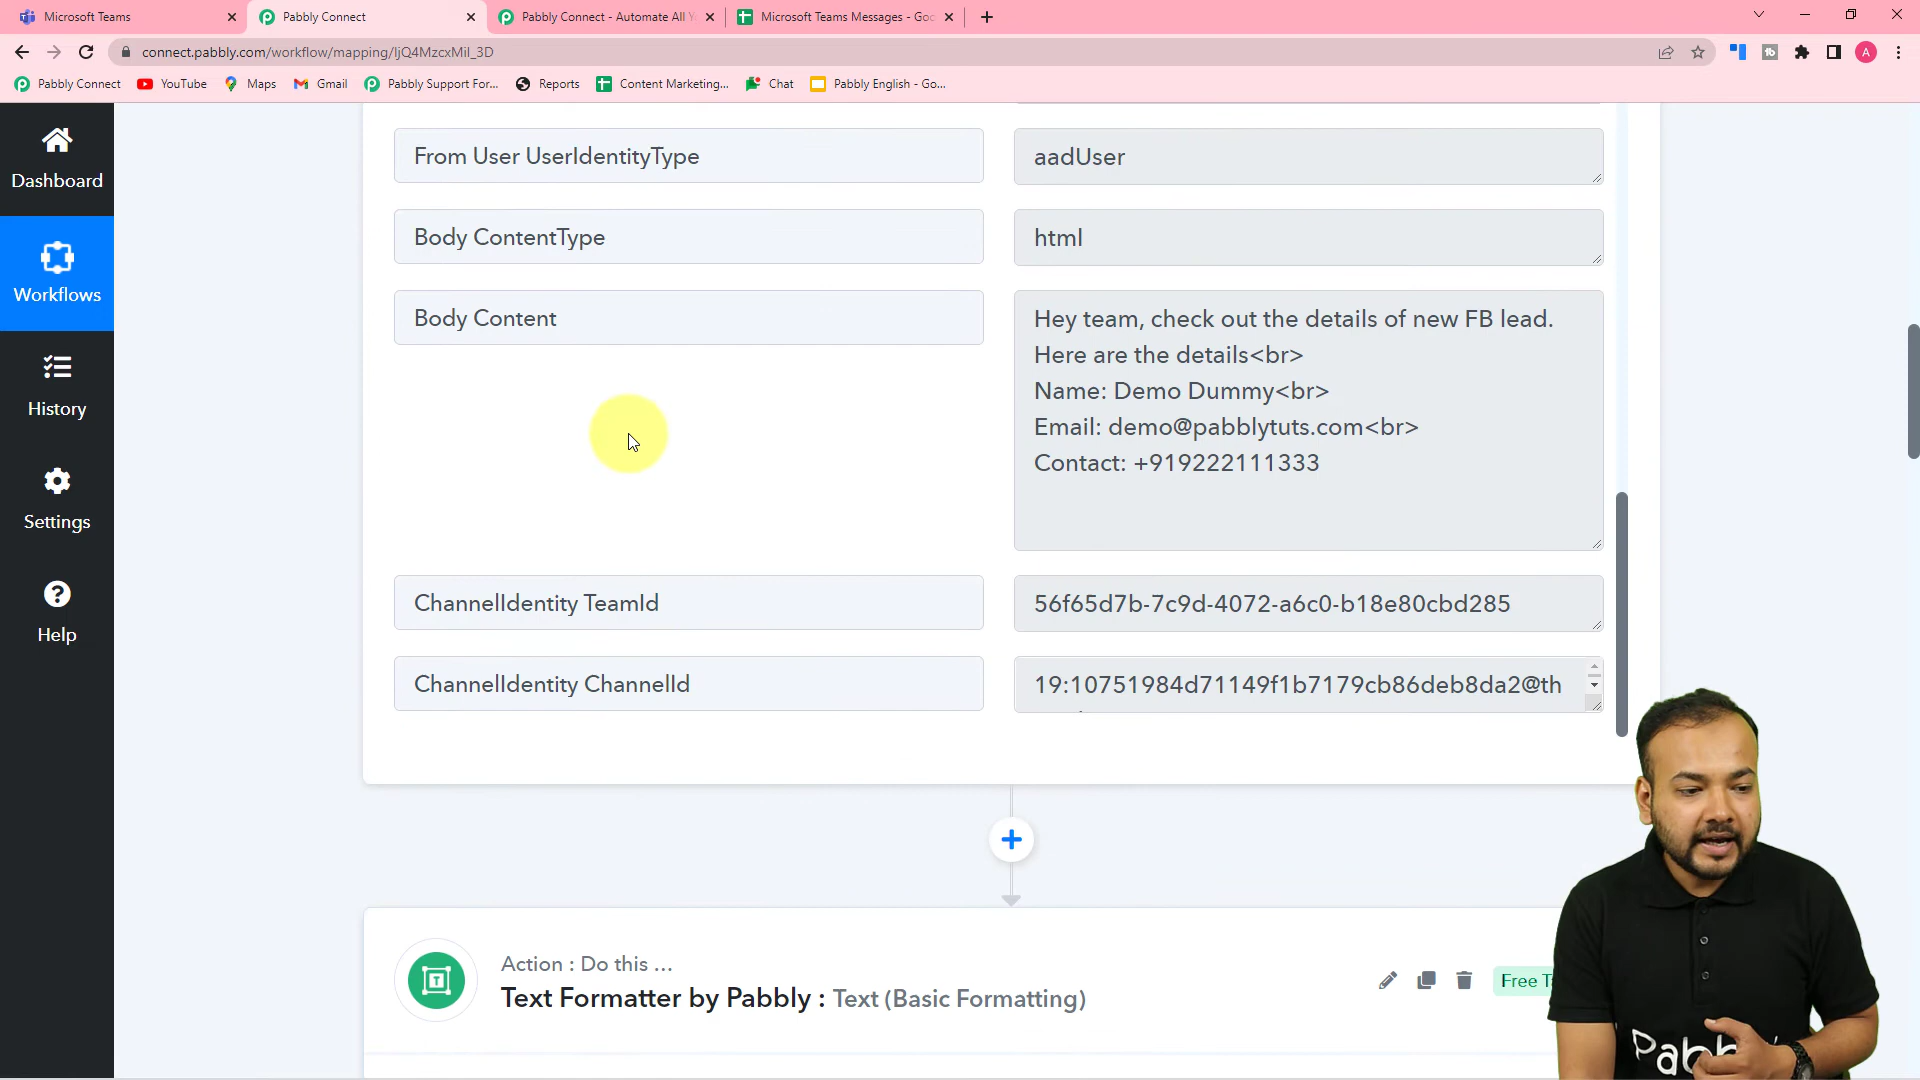 Microsoft Teams
Pabbly Connect
Pabbly Connect - Automate All
Microsoft Teams Messages - Goo
connect.pabbly.com/workflow/mapping/IjQ4MzcxMiI_3D
A
Pabbly Connect
YouTube
Maps
Gmail
Pabbly Support For...
Reports
Content Marketing...
Chat
Pabbly English - Go...
Dashboard
Workflows
History
Settings
Help
From User UserIdentityType
aadUser
Body ContentType
html
Body Content
Hey team, check out the details of new FB lead.
Here are the details<br>
Name: Demo Dummy<br>
Email: demo@pabblytuts.com<br>
Contact: +919222111333
ChannelIdentity TeamId
56f65d7b-7c9d-4072-a6c0-b18e80cbd285
ChannelIdentity ChannelId
19:10751984d71149f1b7179cb86deb8da2@th
Action : Do this ...
Text Formatter by Pabbly : Text (Basic Formatting)
Free T